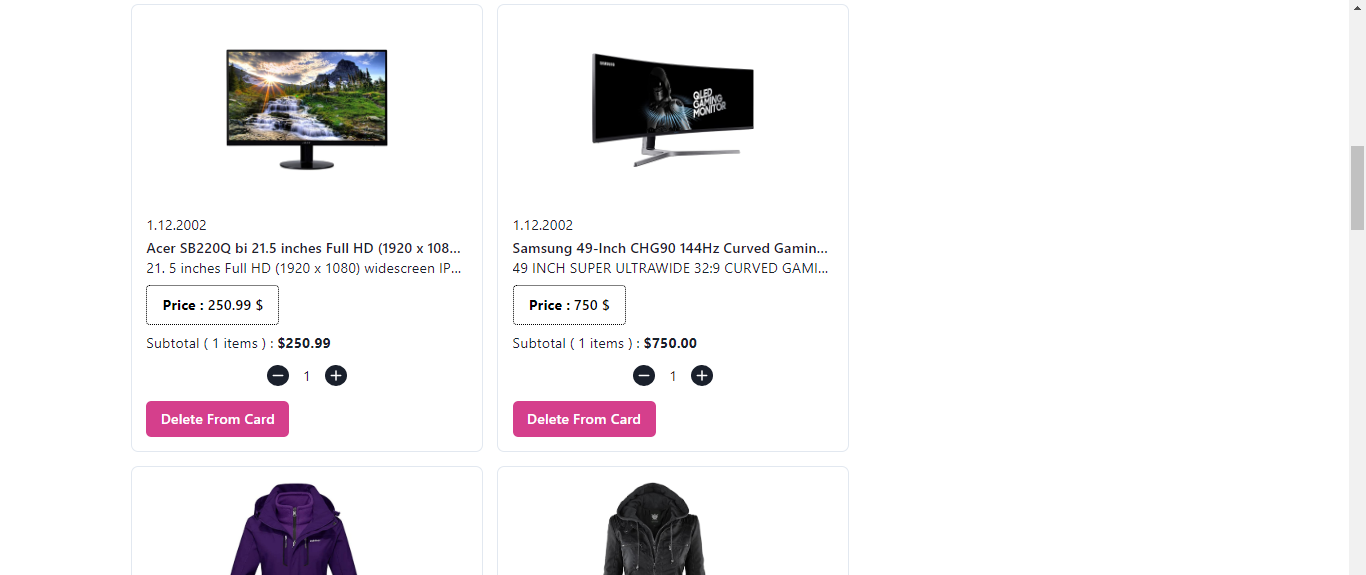 SAMSUNG
QLED
GAMING
MONITOR
1.12.2002
Acer SB220Q bi 21.5 inches Full HD (1920 x 108...
21. 5 inches Full HD (1920 x 1080) widescreen IP...
Price : 250.99 $
Subtotal ( 1 items ) : $250.99
1
Delete From Card
1.12.2002
Samsung 49-Inch CHG90 144Hz Curved Gamin...
49 INCH SUPER ULTRAWIDE 32:9 CURVED GAMI...
Price : 750 $
Subtotal ( 1 items ) : $750.00
1
Delete From Card